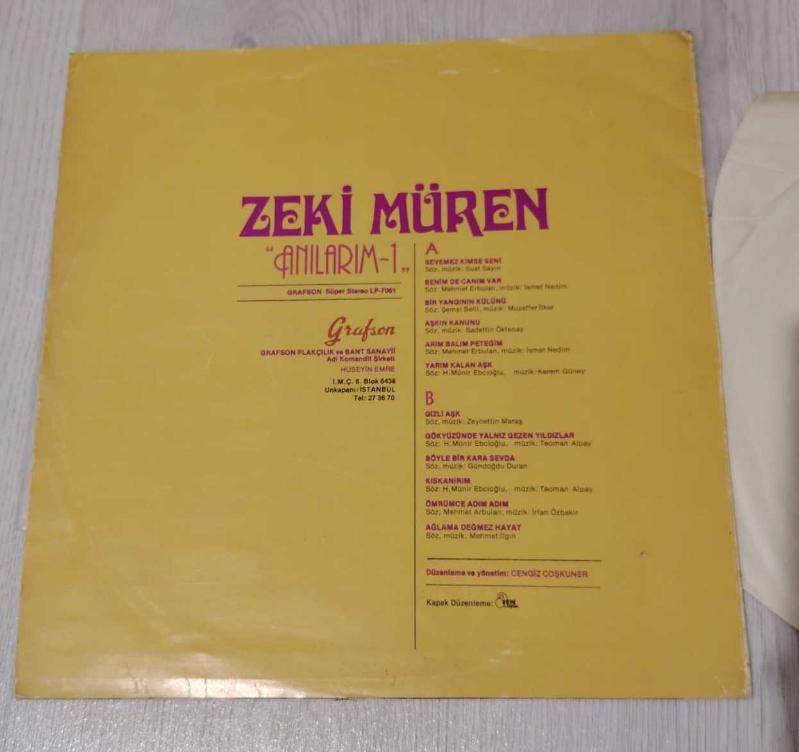 ZEKİ MÜREN
"ANILARIM-1"
GRAFSON Süper Stereo LP-7061
Grafson
GRAFSON PLAKÇILIK ve BANT SANAYİİ
Adi Komandit Şirketi
HÜSEYİN EMRE
İ.M.Ç. 6. Blok 6438
Unkapanı: İSTANBUL
Tel: 27 36 70
A
SEVEMEZ KİMSE SENİ
Söz, müzik: Suat Sayın
BENİM DE CANIM VAR
Söz: Mehmet Erbulan, müzik: İsmet Nedim
BİR YANGININ KÜLÜNÜ
Söz: Şemsi Belli, müzik: Muzaffer İlkar
AŞKIN KANUNU
Söz, müzik: Sadettin Öktenay
ARIM BALIM PETEĞİM
Söz: Mehmet Erbulan, müzik: İsmet Nedim
YARIM KALAN AŞK
Söz: H.Münir Ebcioğlu, müzik: Kerem Güney
B
GİZLİ AŞK
Söz, müzik: Zeynettin Maraş
GÖKYÜZÜNDE YALNIZ GEZEN YILDIZLAR
Söz: H.Münir Ebcioğlu, müzik: Teoman Alpay
BÖYLE BİR KARA SEVDA
Söz, müzik: Gündoğdu Duran
KISKANIRIM
Söz: H.Münir Ebcioğlu, müzik: Teoman Alpay
ÖMRÜMCE ADIM ADIM
Söz: Mehmet Arbulan, müzik: İrfan Özbakır
AĞLAMA DEĞMEZ HAYAT
Söz, müzik: Mehmet Ilgın
Düzenleme ve yönetim: CENGİZ COŞKUNER
Kapak Düzenleme: